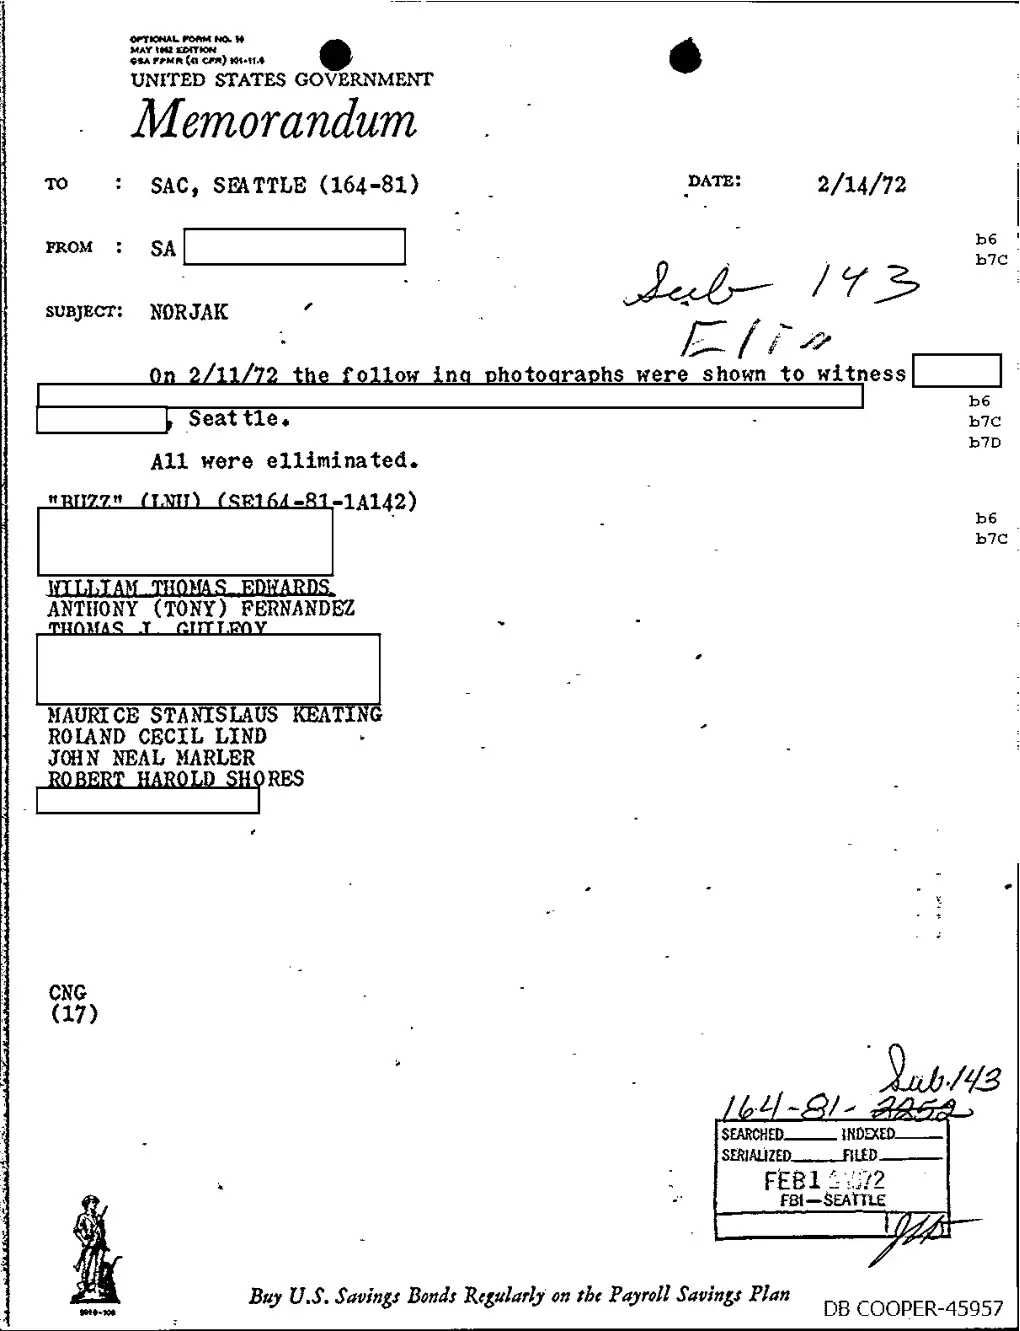 OPTIONAL FORM NO. 10
MAY 1962 EDITION
GSA FPMR (41 CFR) 101-11.6
UNITED STATES GOVERNMENT
Memorandum
TO : SAC, SEATTLE (164-81) DATE: 2/14/72
FROM : SA
b6
b7C
Sub 143
SUBJECT: NORJAK
On 2/11/72 the following photographs were shown to witness
b6
, Seattle.
b7C
b7D
All were elliminated.
"BUZZ" (LNU) (SE164-81-1A142)
b6
b7C
WILLIAM THOMAS EDWARDS
ANTHONY (TONY) FERNANDEZ
THOMAS J. GUILFOY
MAURICE STANISLAUS KEATING
ROLAND CECIL LIND
JOHN NEAL MARLER
ROBERT HAROLD SHORES
CNG
(17)
Sub. 143
164-81-2252
SEARCHED INDEXED
SERIALIZED FILED
FBI—SEATTLE
5010-108
Buy U.S. Savings Bonds Regularly on the Payroll Savings Plan
DB COOPER-45957